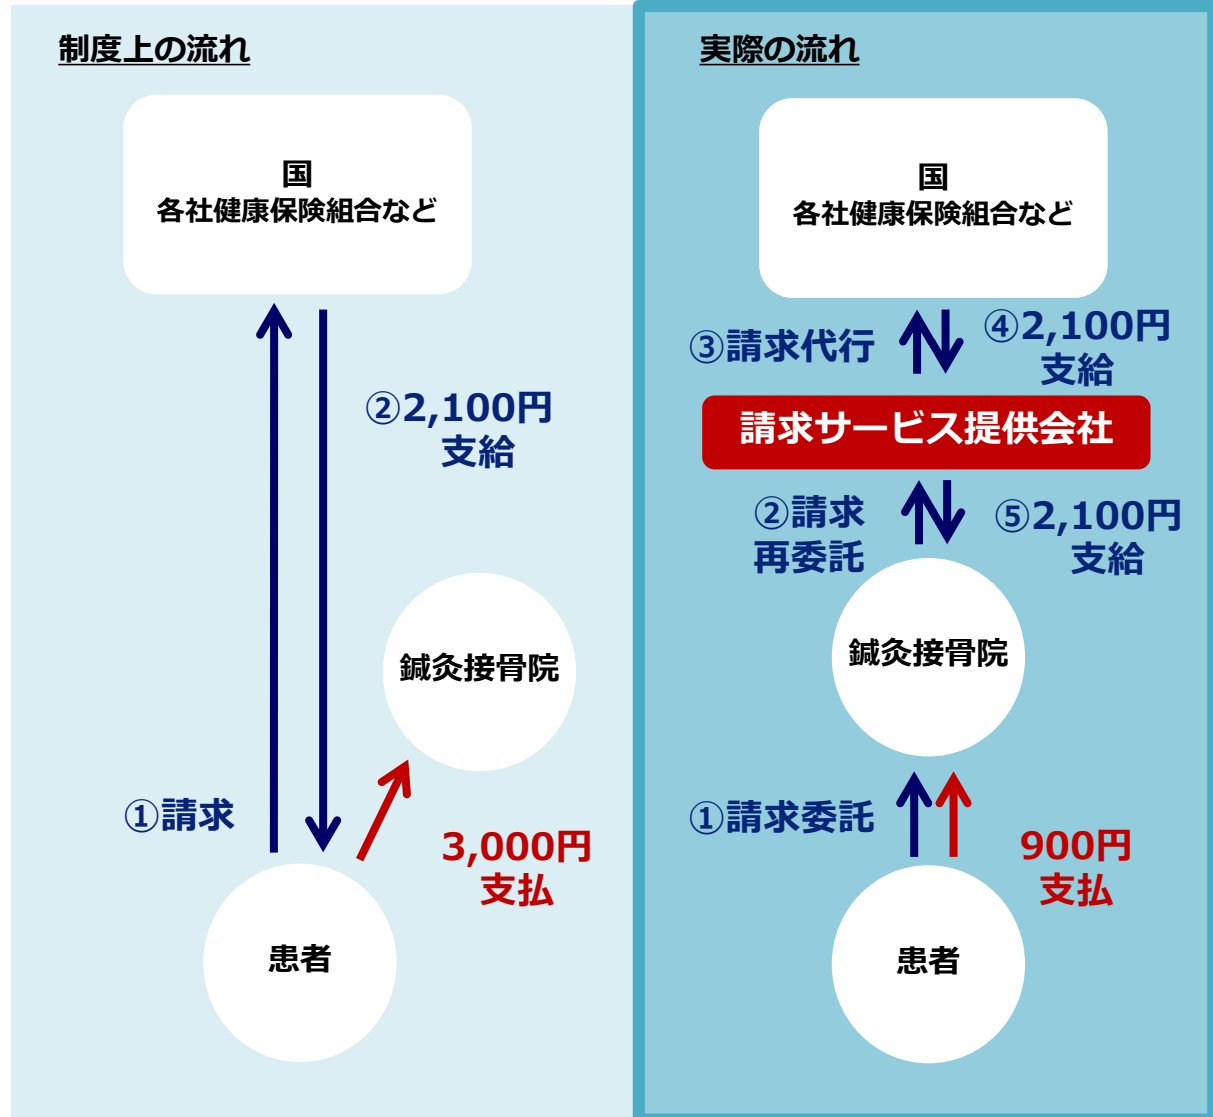 制度上の流れ
国
各社健康保険組合など
②2,100円
支給
鍼灸接骨院
①請求
3,000円
支払
患者
実際の流れ
国
各社健康保険組合など
③請求代行
④2,100円
支給
請求サービス提供会社
②請求
再委託
⑤2,100円
支給
鍼灸接骨院
①請求委託
900円
支払
患者